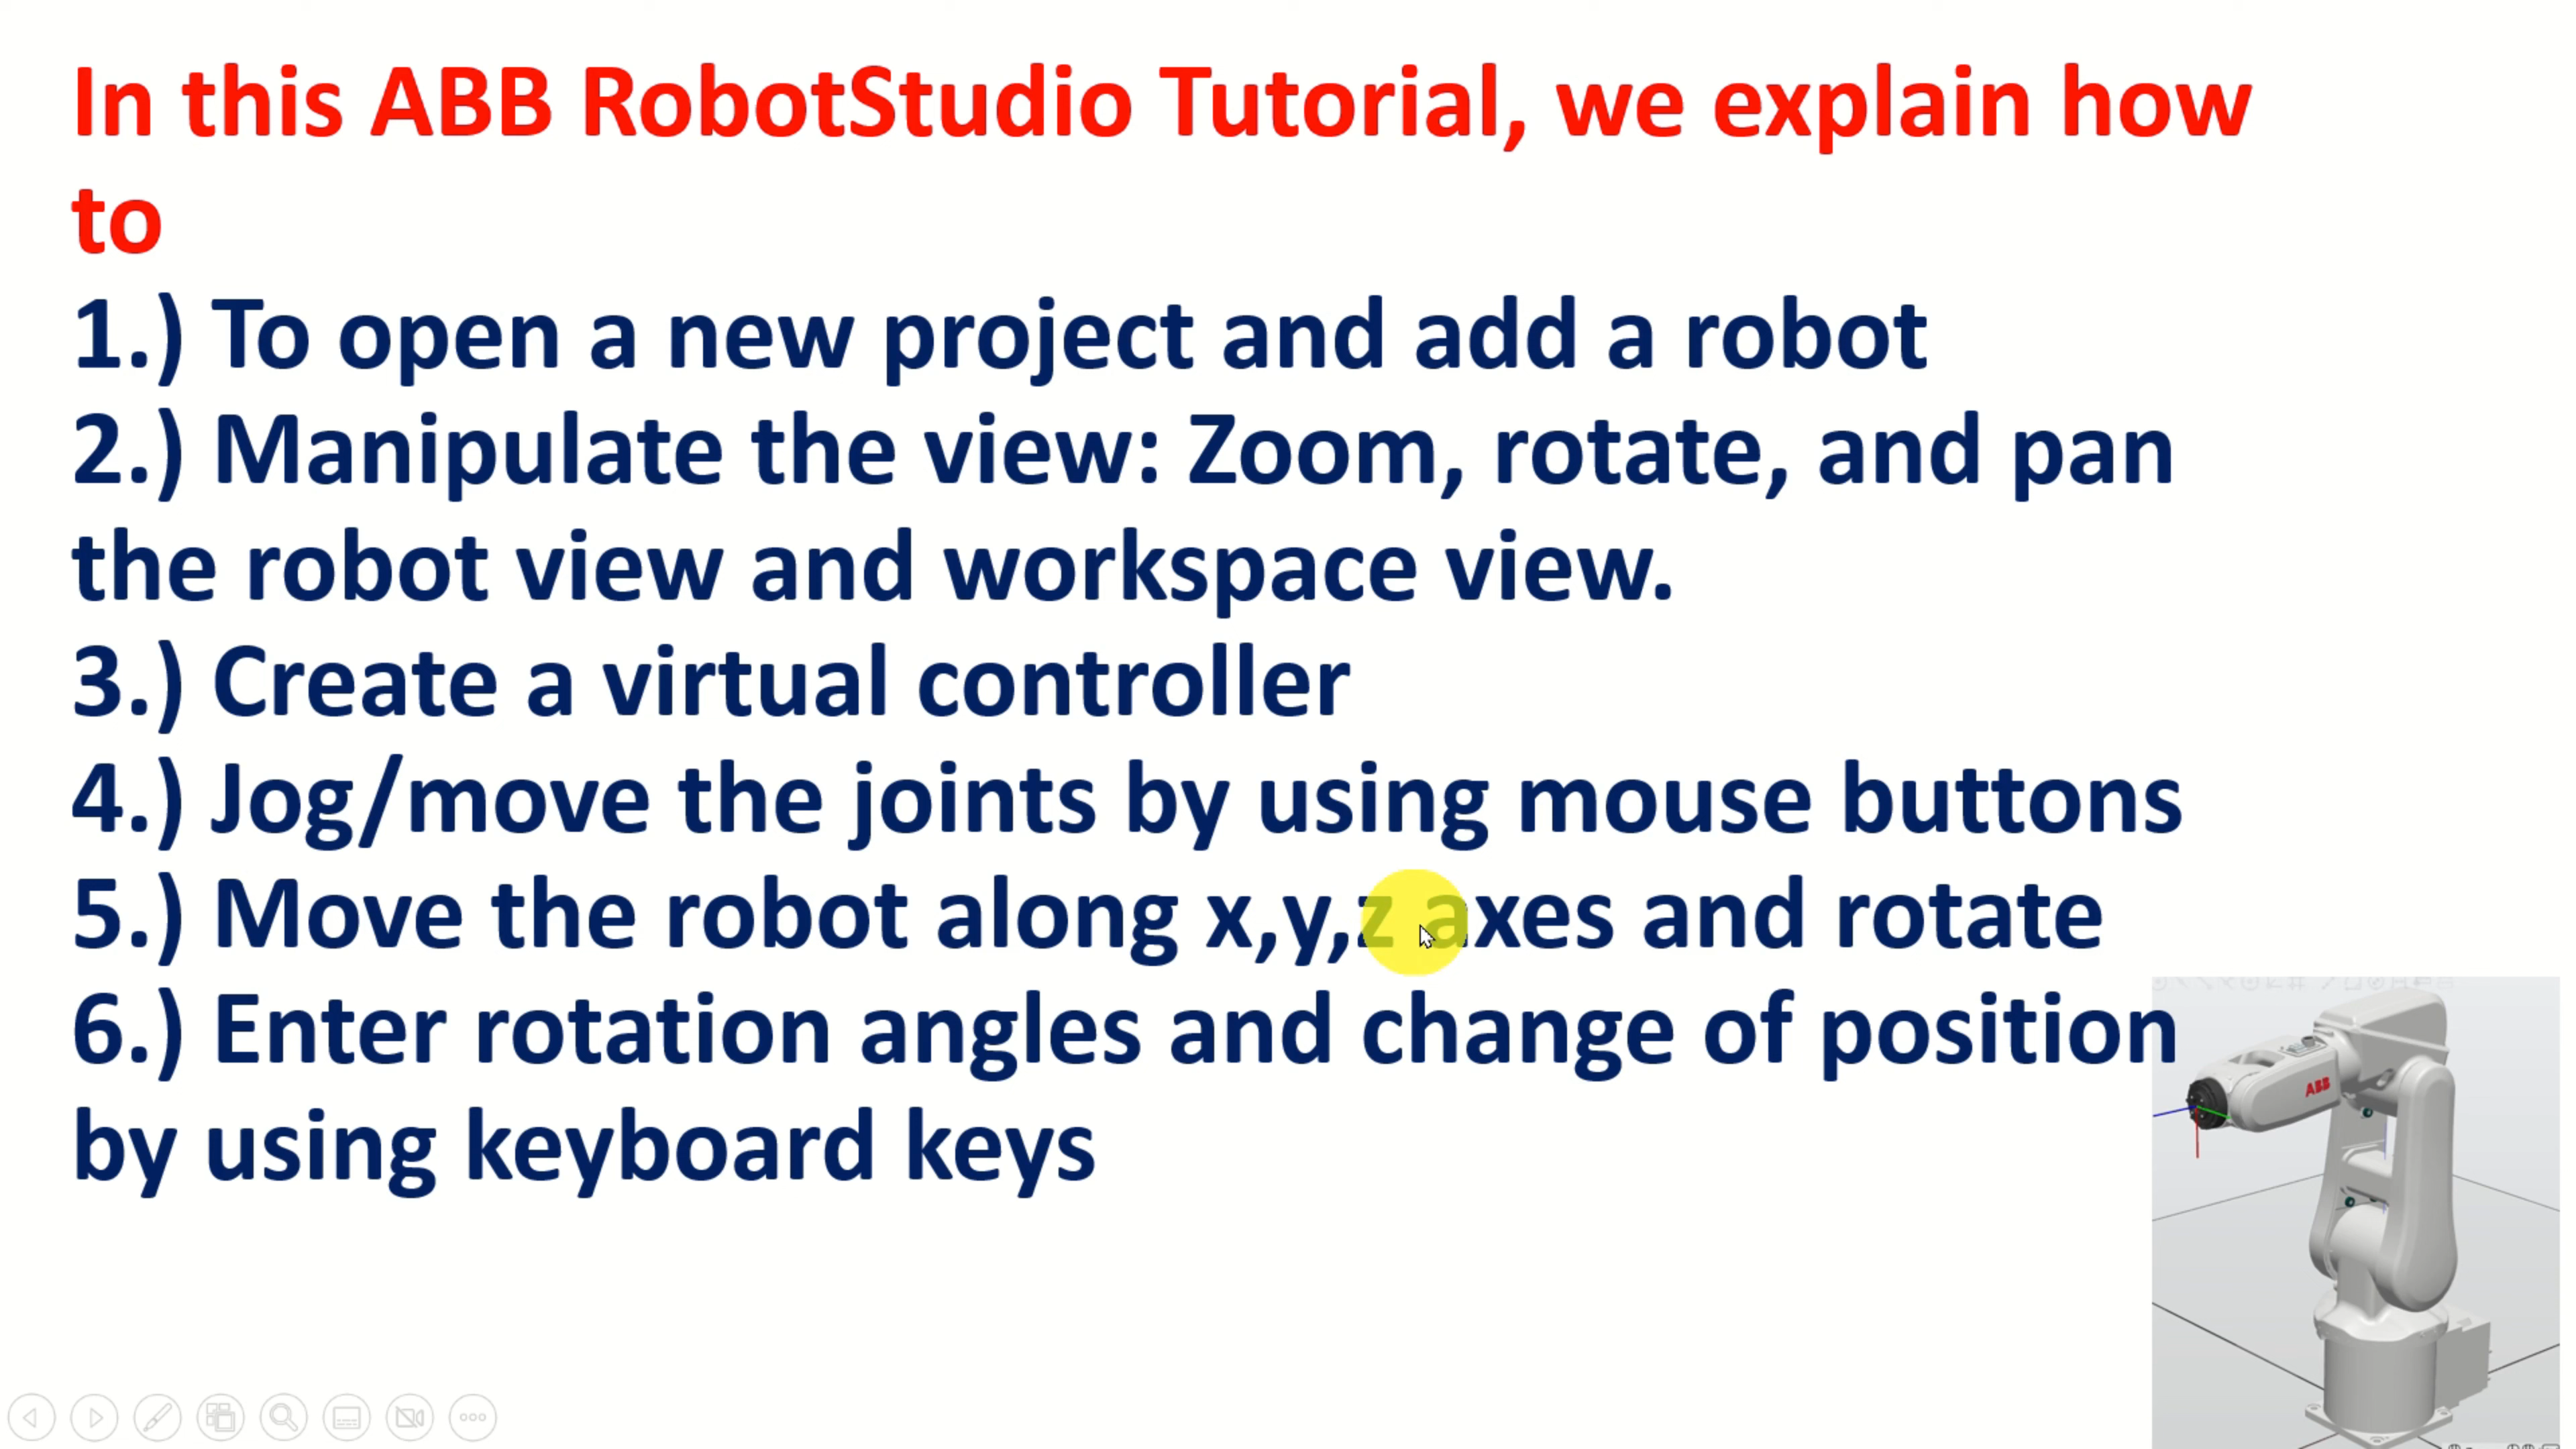 In this ABB RobotStudio Tutorial, we explain how
to
1.) To open a new project and add a robot
2.) Manipulate the view: Zoom, rotate, and pan
the robot view and workspace view.
3.) Create a virtual controller
4.) Jog/move the joints by using mouse buttons
5.) Move the robot along x,y,z axes and rotate
6.) Enter rotation angles and change of position
by using keyboard keys
ABB